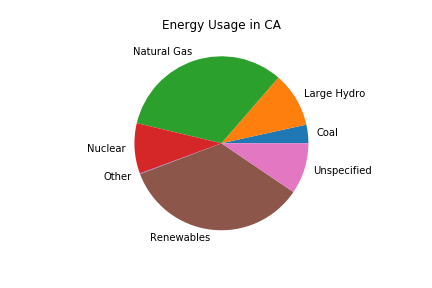 Energy Usage in CA
Natural Gas
Large Hydro
Coal
Nuclear
Unspecified
Other
Renewables